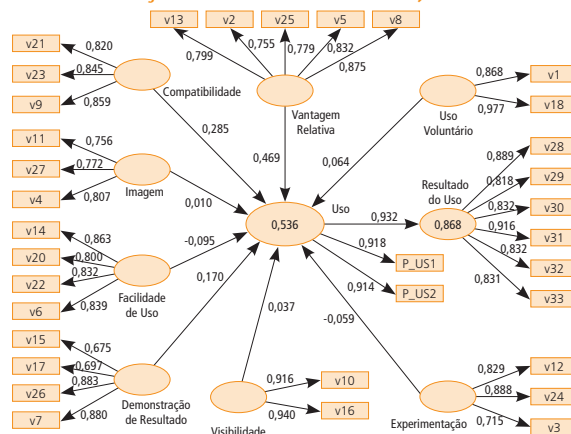 v13
v2
v25
v5
v8
0,799
0,755
0,779
0,832
0,875
Vantagem
Relativa
v21
v23
v9
0,820
0,845
0,859
Compatibilidade
0,285
0,469
v1
v18
0,868
0,977
Uso
Voluntário
0,064
v11
v27
v4
0,756
0,772
0,807
Imagem
0,010
Uso
0,536
0,932
Resultado
do Uso
0,868
v28
v29
v30
v31
v32
v33
0,889
0,818
0,832
0,916
0,832
0,831
v14
v20
v22
v6
0,863
0,800
0,832
0,839
Facilidade
de Uso
-0,095
0,918
P_US1
0,914
P_US2
v15
v17
v26
v7
0,675
0,697
0,883
0,880
Demonstração
de Resultado
0,170
0,037
-0,059
0,916
v10
0,940
v16
Visibilidade
Experimentação
0,829
0,888
0,715
v12
v24
v3